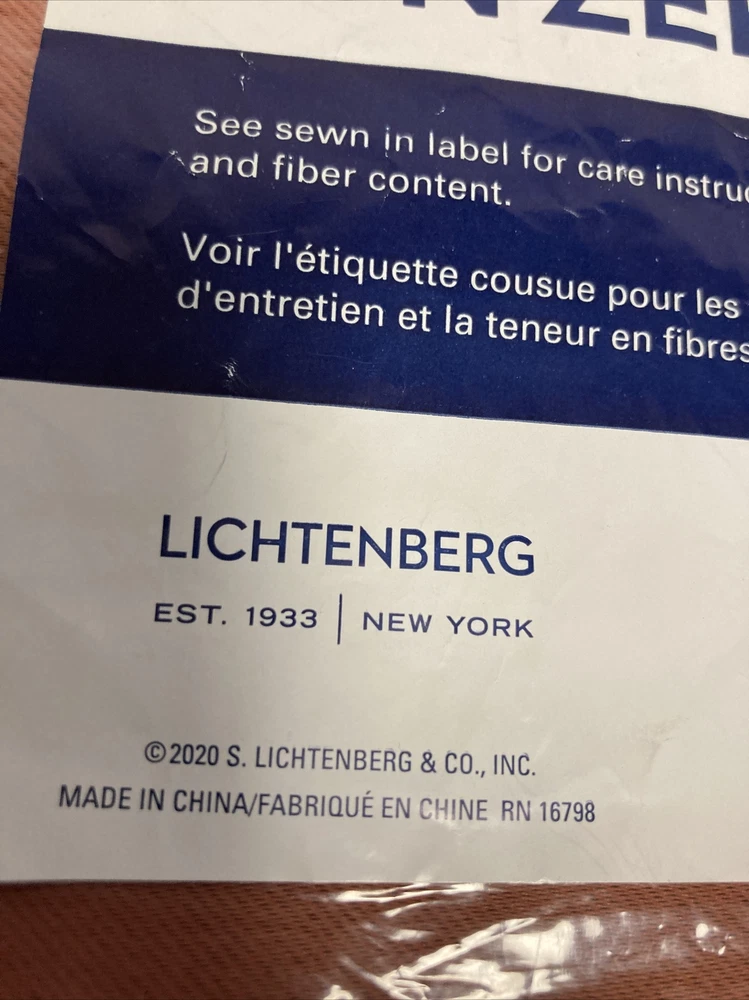 See sewn in label for care
and fiber content.
Voir l'étiquette cousue pour les
d'entretien et la teneur en fibres
LICHTENBERG
EST. 1933 | NEW YORK
©2020 S. LICHTENBERG & CO., INC.
MADE IN CHINA/FABRIQUÉ EN CHINE RN 16798